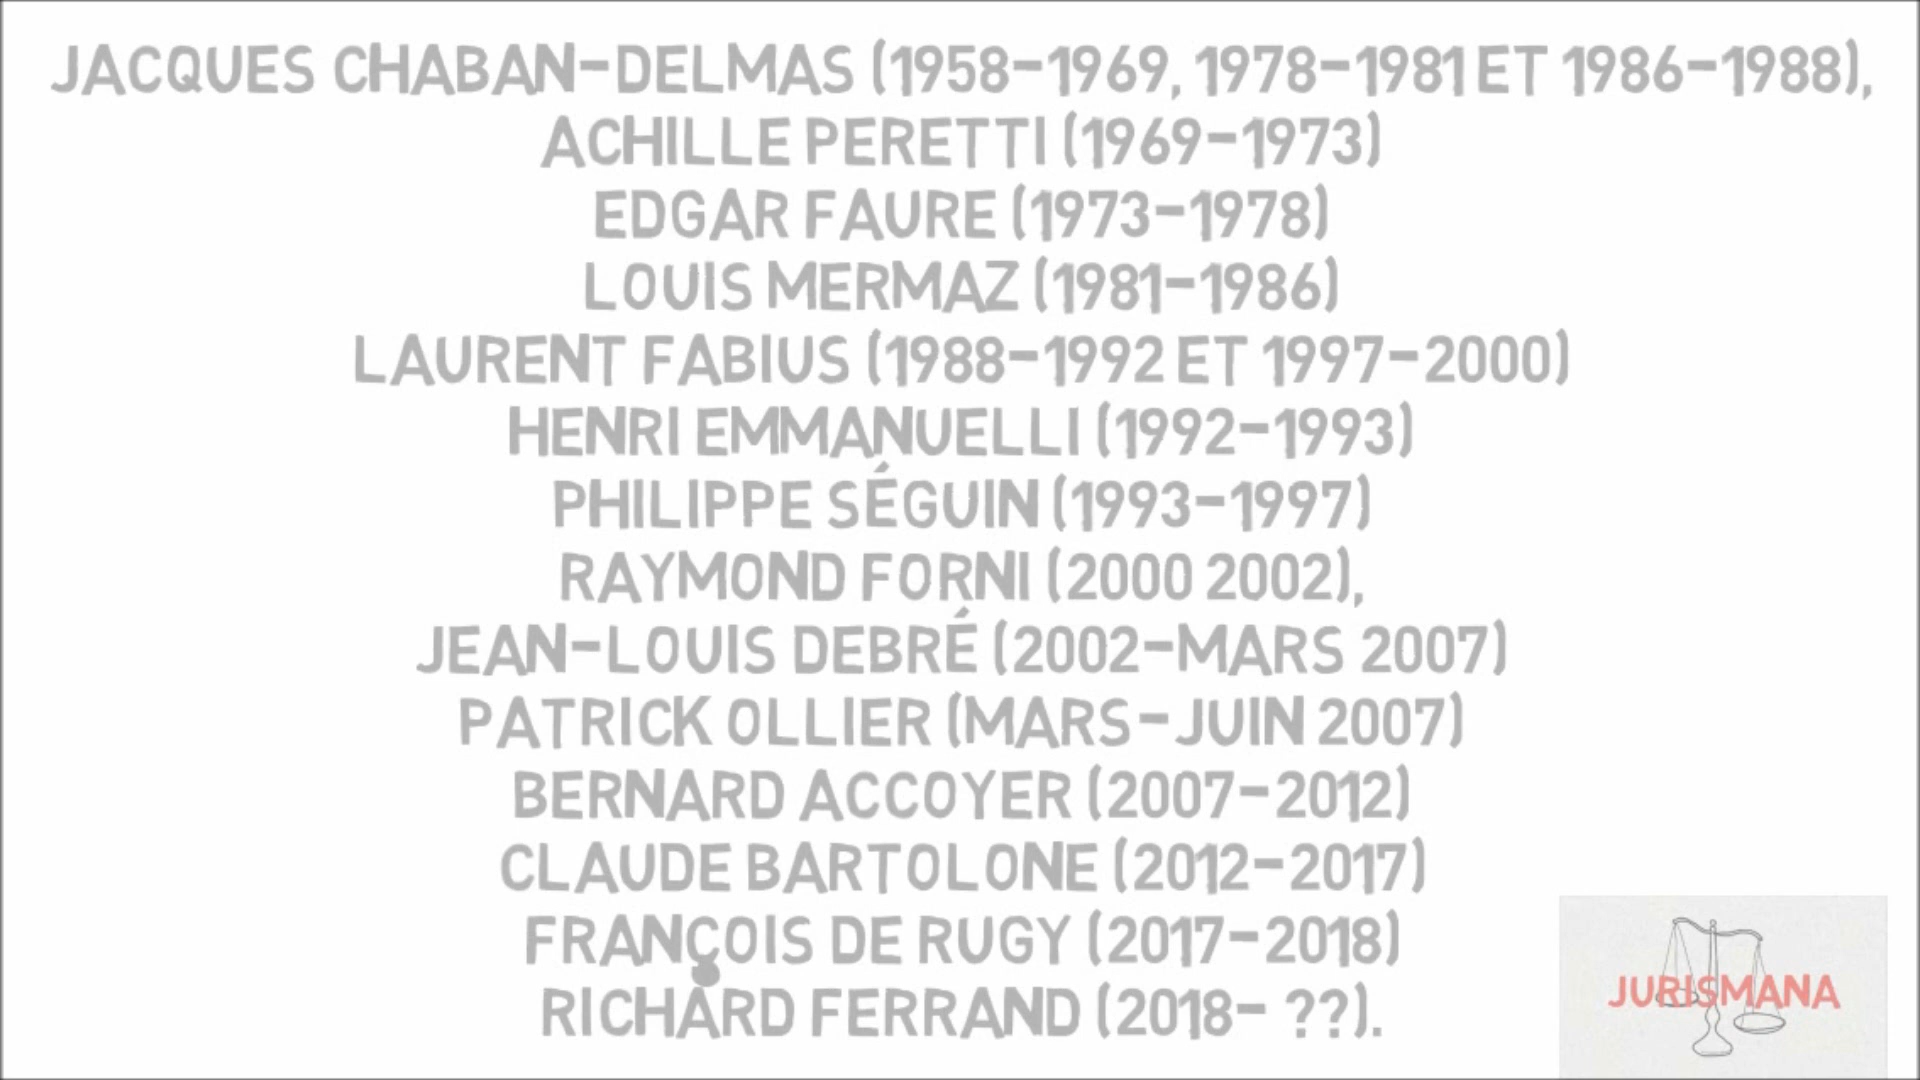 JACQUES CHABAN-DELMAS (1958-1969, 1978-1981 ET 1986-1988),
ACHILLE PERETTI (1969-1973)
EDGAR FAURE (1973-1978)
LOUIS MERMAZ (1981-1986)
LAURENT FABIUS (1988-1992 ET 1997-2000)
HENRI EMMANUELLI (1992-1993)
PHILIPPE SÉGUIN (1993-1997)
RAYMOND FORNI (2000 2002),
JEAN-LOUIS DEBRÉ (2002-MARS 2007)
PATRICK OLLIER (MARS-JUIN 2007)
BERNARD ACCOYER (2007-2012)
CLAUDE BARTOLONE (2012-2017)
FRANÇOIS DE RUGY (2017-2018)
RICHARD FERRAND (2018- ??).
JURISMANA